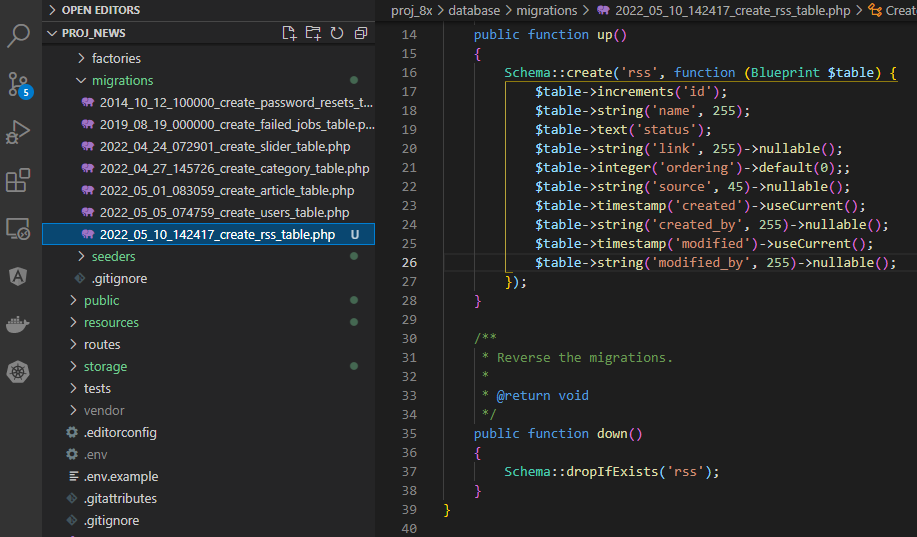 OPEN EDITORS
PROJ_NEWS
factories
migrations
2014_10_12_100000_create_password_resets_t...
2019_08_19_000000_create_failed_jobs_table.p...
2022_04_24_072901_create_slider_table.php
2022_04_27_145726_create_category_table.php
2022_05_01_083059_create_article_table.php
2022_05_05_074759_create_users_table.php
2022_05_10_142417_create_rss_table.php U
seeders
.gitignore
public
resources
routes
storage
tests
vendor
.editorconfig
.env
.env.example
.gitattributes
.gitignore
5
proj_8x > database > migrations > 2022_05_10_142417_create_rss_table.php > Create
14 public function up()
15 {
16 Schema::create('rss', function (Blueprint $table) {
17 $table->increments('id');
18 $table->string('name', 255);
19 $table->text('status');
20 $table->string('link', 255)->nullable();
21 $table->integer('ordering')->default(0);;
22 $table->string('source', 45)->nullable();
23 $table->timestamp('created')->useCurrent();
24 $table->string('created_by', 255)->nullable();
25 $table->timestamp('modified')->useCurrent();
26 $table->string('modified_by', 255)->nullable();
27 });
28 }
29
30 /**
31 * Reverse the migrations.
32 *
33 * @return void
34 */
35 public function down()
36 {
37 Schema::dropIfExists('rss');
38 }
39 }
40